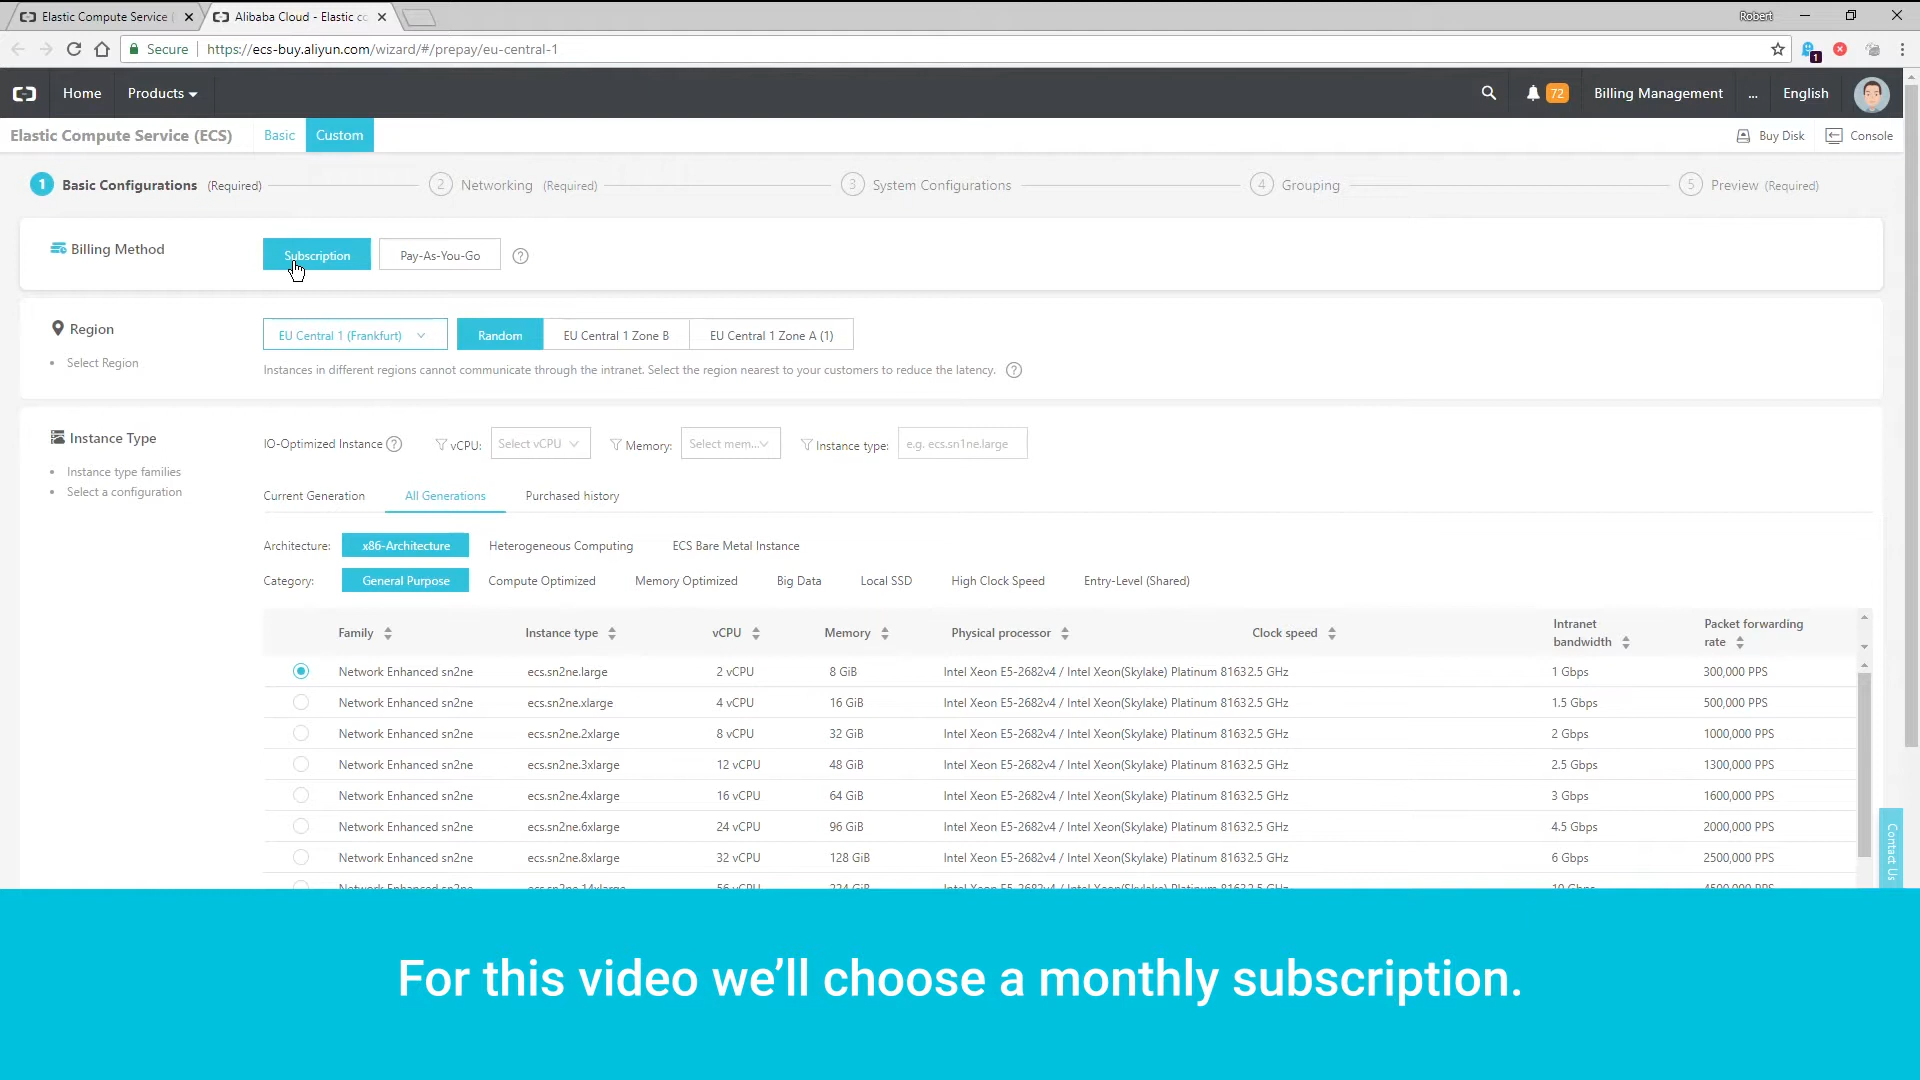 Elastic Compute Service
Alibaba Cloud - Elastic co
Robert
Secure
https://ecs-buy.aliyun.com/wizard/#/prepay/eu-central-1
1
Home
Products
72
Billing Management
...
English
Elastic Compute Service (ECS)
Basic
Custom
Buy Disk
Console
1 Basic Configurations (Required)
2 Networking (Required)
3 System Configurations
4 Grouping
5 Preview (Required)
Billing Method
Subscription
Pay-As-You-Go
?
Region
EU Central 1 (Frankfurt)
Random
EU Central 1 Zone B
EU Central 1 Zone A (1)
• Select Region
Instances in different regions cannot communicate through the intranet. Select the region nearest to your customers to reduce the latency. ?
Instance Type
• Instance type families
• Select a configuration
IO-Optimized Instance ?
vCPU: Select vCPU
Memory: Select mem...
Instance type: e.g. ecs.sn1ne.large
Current Generation
All Generations
Purchased history
Architecture: x86-Architecture Heterogeneous Computing ECS Bare Metal Instance
Category: General Purpose Compute Optimized Memory Optimized Big Data Local SSD High Clock Speed Entry-Level (Shared)
Family Instance type vCPU Memory Physical processor Clock speed Intranet bandwidth Packet forwarding rate
Network Enhanced sn2ne ecs.sn2ne.large 2 vCPU 8 GiB Intel Xeon E5-2682v4 / Intel Xeon(Skylake) Platinum 81632.5 GHz 1 Gbps 300,000 PPS
Network Enhanced sn2ne ecs.sn2ne.xlarge 4 vCPU 16 GiB Intel Xeon E5-2682v4 / Intel Xeon(Skylake) Platinum 81632.5 GHz 1.5 Gbps 500,000 PPS
Network Enhanced sn2ne ecs.sn2ne.2xlarge 8 vCPU 32 GiB Intel Xeon E5-2682v4 / Intel Xeon(Skylake) Platinum 81632.5 GHz 2 Gbps 1000,000 PPS
Network Enhanced sn2ne ecs.sn2ne.3xlarge 12 vCPU 48 GiB Intel Xeon E5-2682v4 / Intel Xeon(Skylake) Platinum 81632.5 GHz 2.5 Gbps 1300,000 PPS
Network Enhanced sn2ne ecs.sn2ne.4xlarge 16 vCPU 64 GiB Intel Xeon E5-2682v4 / Intel Xeon(Skylake) Platinum 81632.5 GHz 3 Gbps 1600,000 PPS
Network Enhanced sn2ne ecs.sn2ne.6xlarge 24 vCPU 96 GiB Intel Xeon E5-2682v4 / Intel Xeon(Skylake) Platinum 81632.5 GHz 4.5 Gbps 2000,000 PPS
Network Enhanced sn2ne ecs.sn2ne.8xlarge 32 vCPU 128 GiB Intel Xeon E5-2682v4 / Intel Xeon(Skylake) Platinum 81632.5 GHz 6 Gbps 2500,000 PPS
Contact Us
For this video we'll choose a monthly subscription.